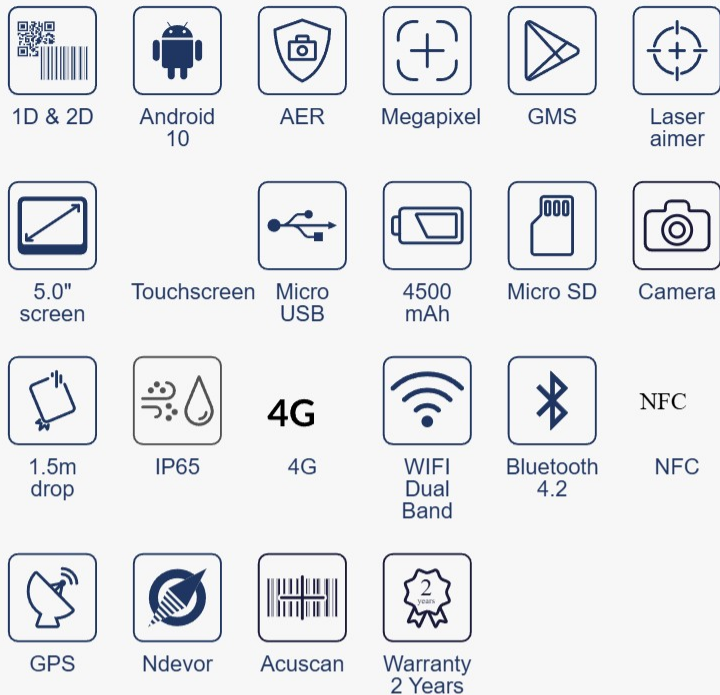 1D & 2D
Android
10
AER
Megapixel
GMS
Laser
aimer
5.0"
screen
Touchscreen
Micro
USB
4500
mAh
Micro SD
Camera
1.5m
drop
IP65
4G
4G
WIFI
Dual
Band
Bluetooth
4.2
NFC
NFC
GPS
Ndevor
Acuscan
2
years
Warranty
2 Years